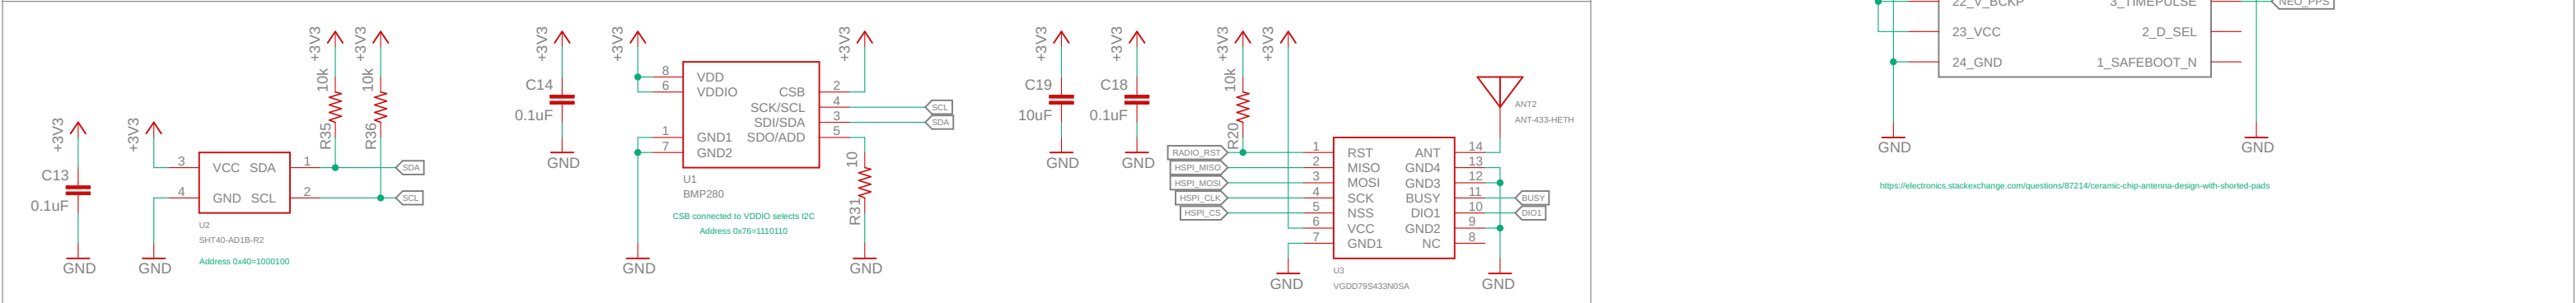 +3V3
C13
0.1uF
GND
+3V3
3
4
VCC SDA
GND SCL
1
2
GND
U2
SHT40-AD1B-R2
Address 0x40=1000100
+3V3
10k
R35
+3V3
10k
R36
SDA
SCL
+3V3
C14
0.1uF
GND
+3V3
8
6
1
7
VDD
VDDIO
GND1
GND2
CSB
SCK/SCL
SDI/SDA
SDO/ADD
2
4
3
5
+3V3
SCL
SDA
GND
U1
BMP280
CSB connected to VDDIO selects I2C
Address 0x76=1110110
10
R31
GND
+3V3
C19
10uF
GND
+3V3
C18
0.1uF
GND
+3V3
10k
R20
+3V3
RADIO_RST
HSPI_MISO
HSPI_MOSI
HSPI_CLK
HSPI_CS
1
2
3
4
5
6
7
RST
MISO
MOSI
SCK
NSS
VCC
GND1
ANT
GND4
GND3
BUSY
DIO1
GND2
NC
14
13
12
11
10
9
8
BUSY
DIO1
ANT2
ANT-433-HETH
GND
GND
U3
VGDD79S433N0SA
22_V_BCKP
23_VCC
24_GND
3_TIMEPULSE
2_D_SEL
1_SAFEBOOT_N
NEO_PPS
GND
GND
https://electronics.stackexchange.com/questions/87214/ceramic-chip-antenna-design-with-shorted-pads